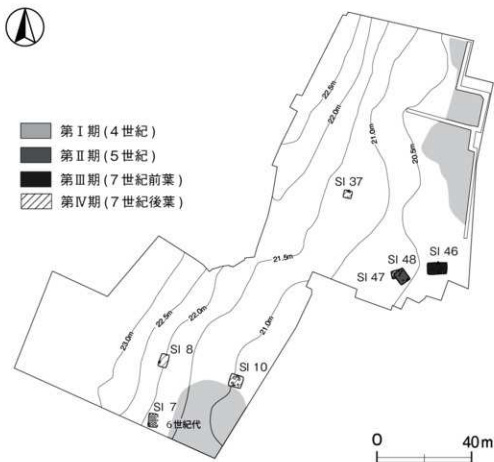 第Ⅰ期(4世紀)
第Ⅱ期(5世紀)
第Ⅲ期(7世紀前葉)
第Ⅳ期(7世紀後葉)
22.5m
22.0m
21.0m
20.5m
SI 37
SI 48
SI 46
SI 47
21.5m
21.0m
22.0m
22.5m
23.0m
SI 8
SI 10
SI 7
6世紀代
0
40m